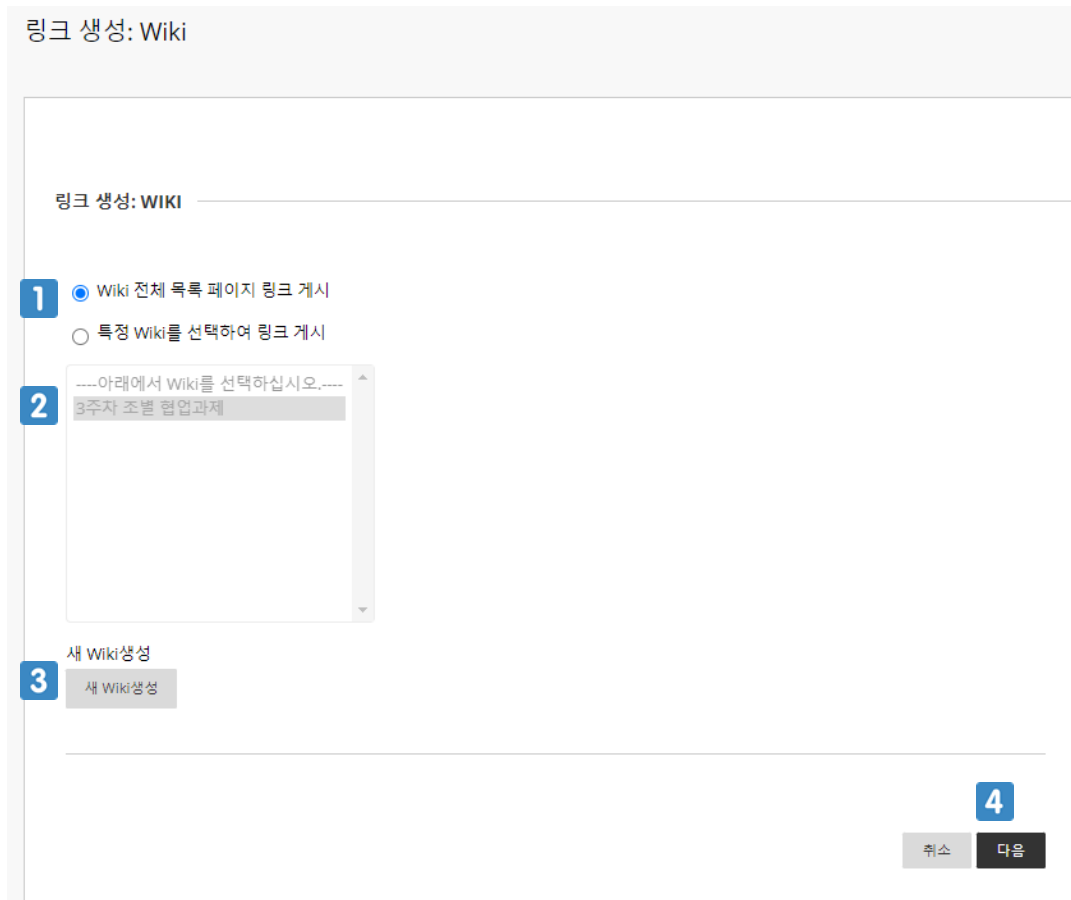 링크 생성: Wiki
링크 생성: WIKI
1
Wiki 전체 목록 페이지 링크 게시
특정 Wiki를 선택하여 링크 게시
----아래에서 Wiki를 선택하십시오.----
2
3주차 조별 협업과제
새 Wiki생성
3
새 Wiki생성
4
취소 다음